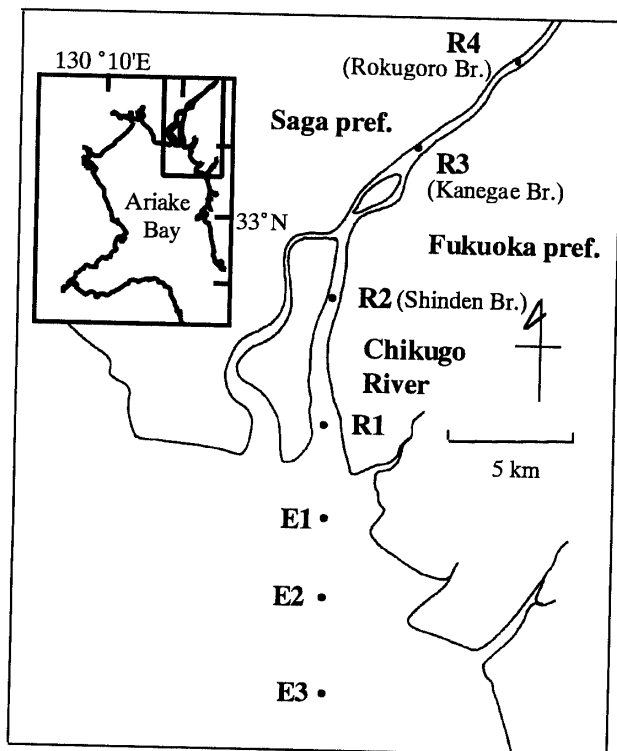 130 °10'E
Ariake
Bay
33°N
R4
(Rokugoro Br.)
Saga pref.
R3
(Kanegae Br.)
Fukuoka pref.
R2 (Shinden Br.)
Chikugo
River
R1
5 km
E1
E2
E3